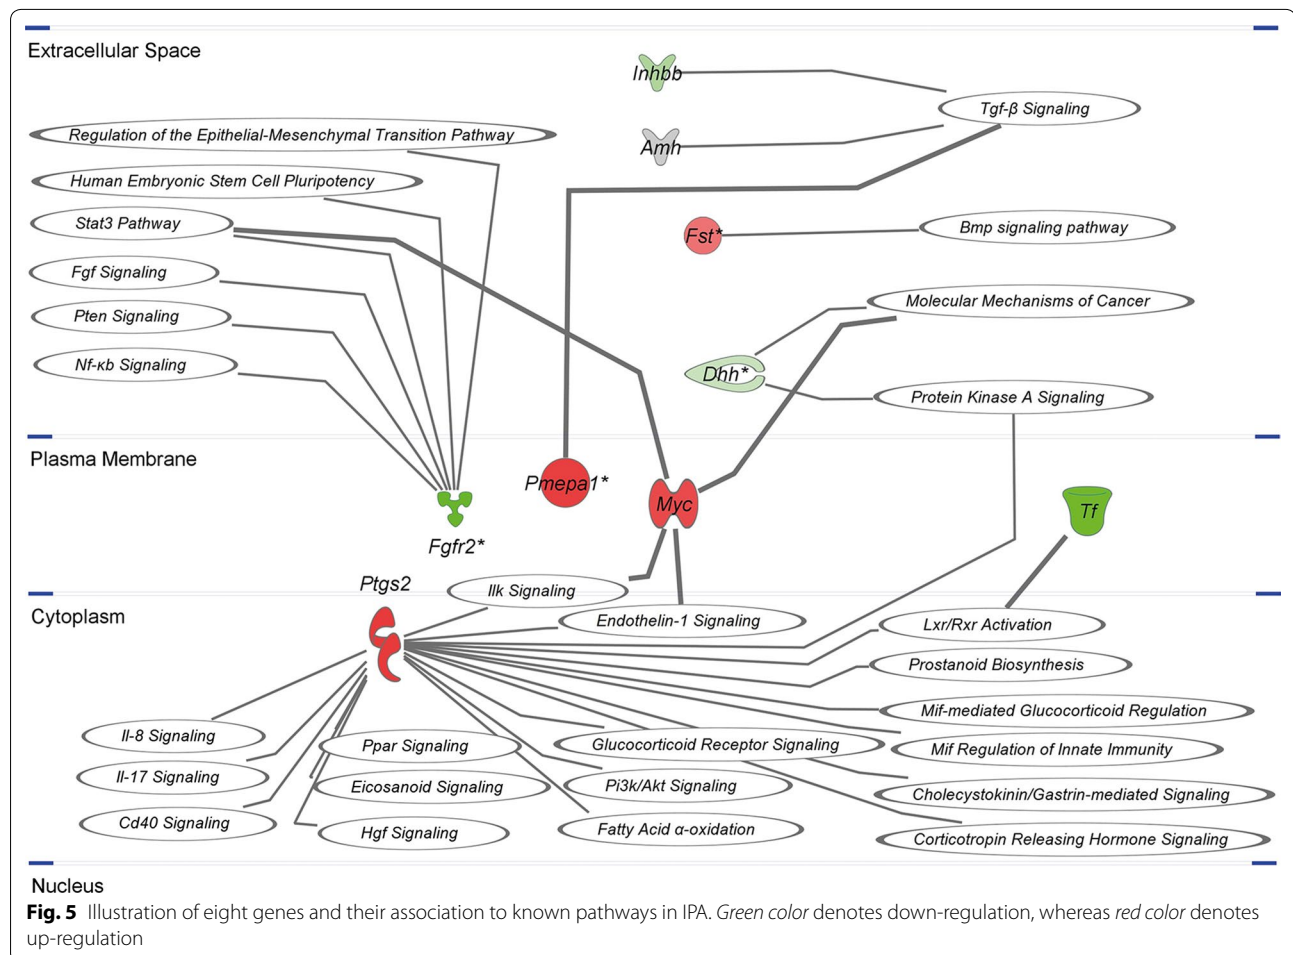 Extracellular Space
Inhbb
Tgf-β Signaling
Regulation of the Epithelial-Mesenchymal Transition Pathway
Amh
Human Embryonic Stem Cell Pluripotency
Stat3 Pathway
Fst*
Bmp signaling pathway
Fgf Signaling
Molecular Mechanisms of Cancer
Pten Signaling
Nf-κb Signaling
Dhh*
Protein Kinase A Signaling
Plasma Membrane
Pmepa1*
Myc
Tf
Fgfr2*
Ptgs2
Ilk Signaling
Cytoplasm
Endothelin-1 Signaling
Lxr/Rxr Activation
Prostanoid Biosynthesis
Mif-mediated Glucocorticoid Regulation
Il-8 Signaling
Ppar Signaling
Glucocorticoid Receptor Signaling
Mif Regulation of Innate Immunity
Il-17 Signaling
Eicosanoid Signaling
Pi3k/Akt Signaling
Cholecystokinin/Gastrin-mediated Signaling
Cd40 Signaling
Hgf Signaling
Fatty Acid α-oxidation
Corticotropin Releasing Hormone Signaling
Nucleus
Fig. 5 Illustration of eight genes and their association to known pathways in IPA. Green color denotes down-regulation, whereas red color denotes
up-regulation